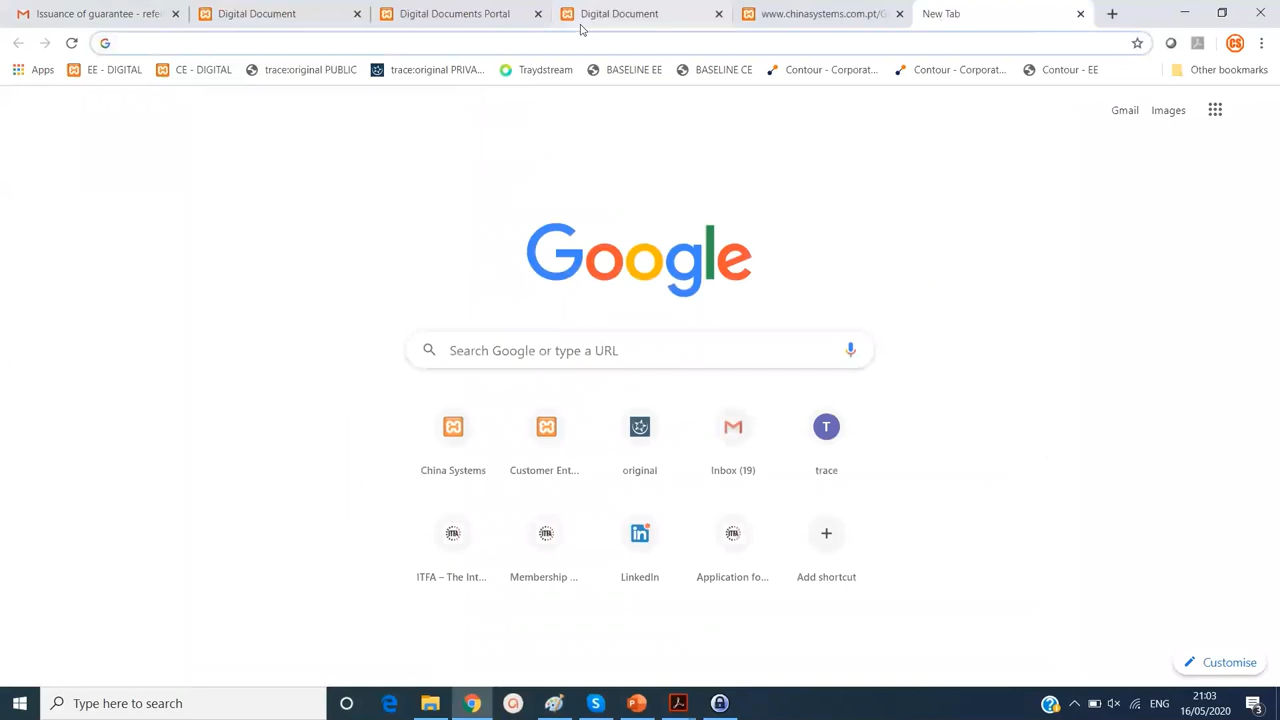 Issuance of guarantee - refer
Digital Document
Digital Documents Portal
Digital Document
www.chinasystems.com.pt/G
New Tab
Apps
EE - DIGITAL
CE - DIGITAL
trace:original PUBLIC
trace:original PRIVA...
Traydstream
BASELINE EE
BASELINE CE
Contour - Corporat...
Contour - Corporat...
Contour - EE
Other bookmarks
Gmail
Images
Google
Search Google or type a URL
China Systems
Customer Ent...
original
Inbox (19)
T
trace
ITFA
ITFA
ITFA
ITFA – The Int...
Membership ...
LinkedIn
Application fo...
Add shortcut
Customise
Type here to search
ENG
21:03
16/05/2020